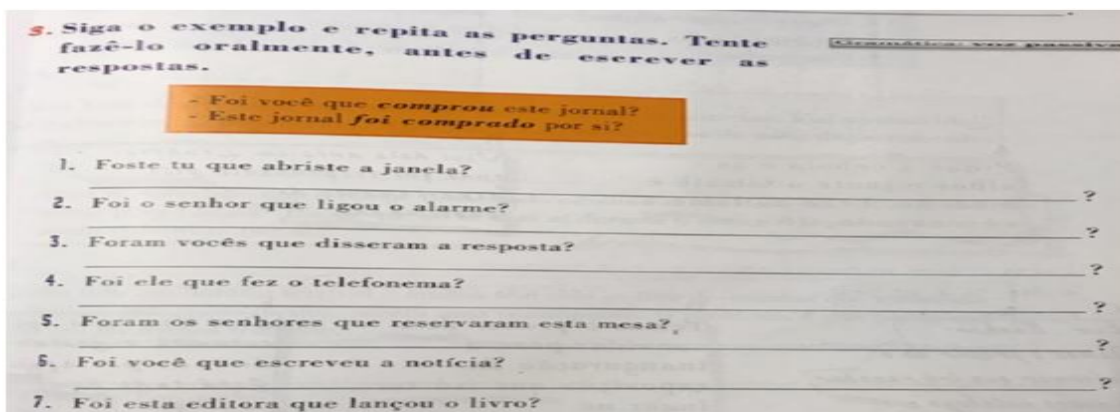 5. Siga o exemplo e repita as perguntas. Tente
fazê-lo oralmente, antes de escrever as
respostas.
Gramática: voz passiva
- Foi você que comprou este jornal?
- Este jornal foi comprado por si?
1. Foste tu que abriste a janela?
?
2. Foi o senhor que ligou o alarme?
?
3. Foram vocês que disseram a resposta?
?
4. Foi ele que fez o telefonema?
?
5. Foram os senhores que reservaram esta mesa?
?
6. Foi você que escreveu a notícia?
?
7. Foi esta editora que lançou o livro?